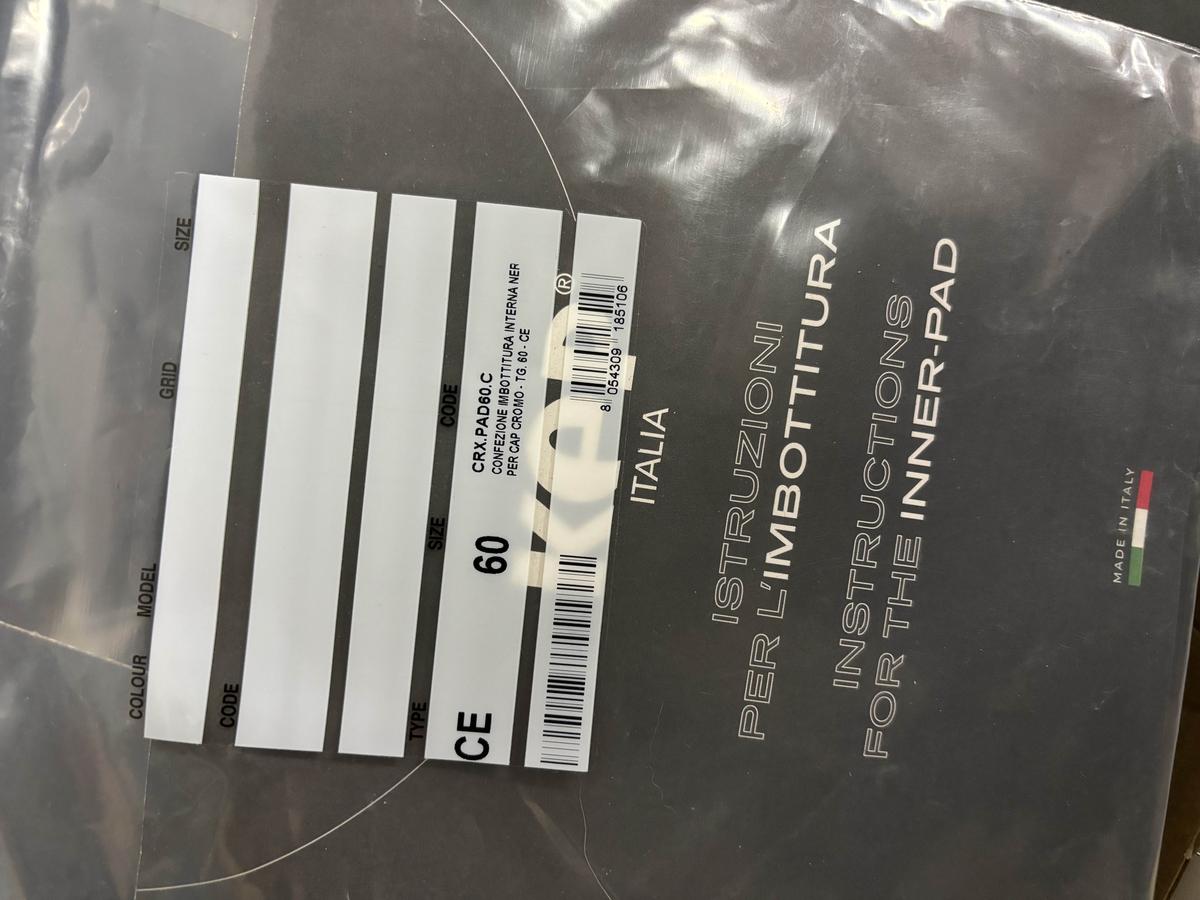 COLOUR MODEL GRID SIZE
CODE
TYPE SIZE CODE
CE 60 CRX.PAD60.C
CONFEZIONE IMBOTTITURA INTERNA NER
PER CAP CROMO - TG. 60 - CE
8 054309 185106
KEP®
ITALIA
ISTRUZIONI
PER L'IMBOTTITURA
INSTRUCTIONS
FOR THE INNER-PAD
MADE IN ITALY